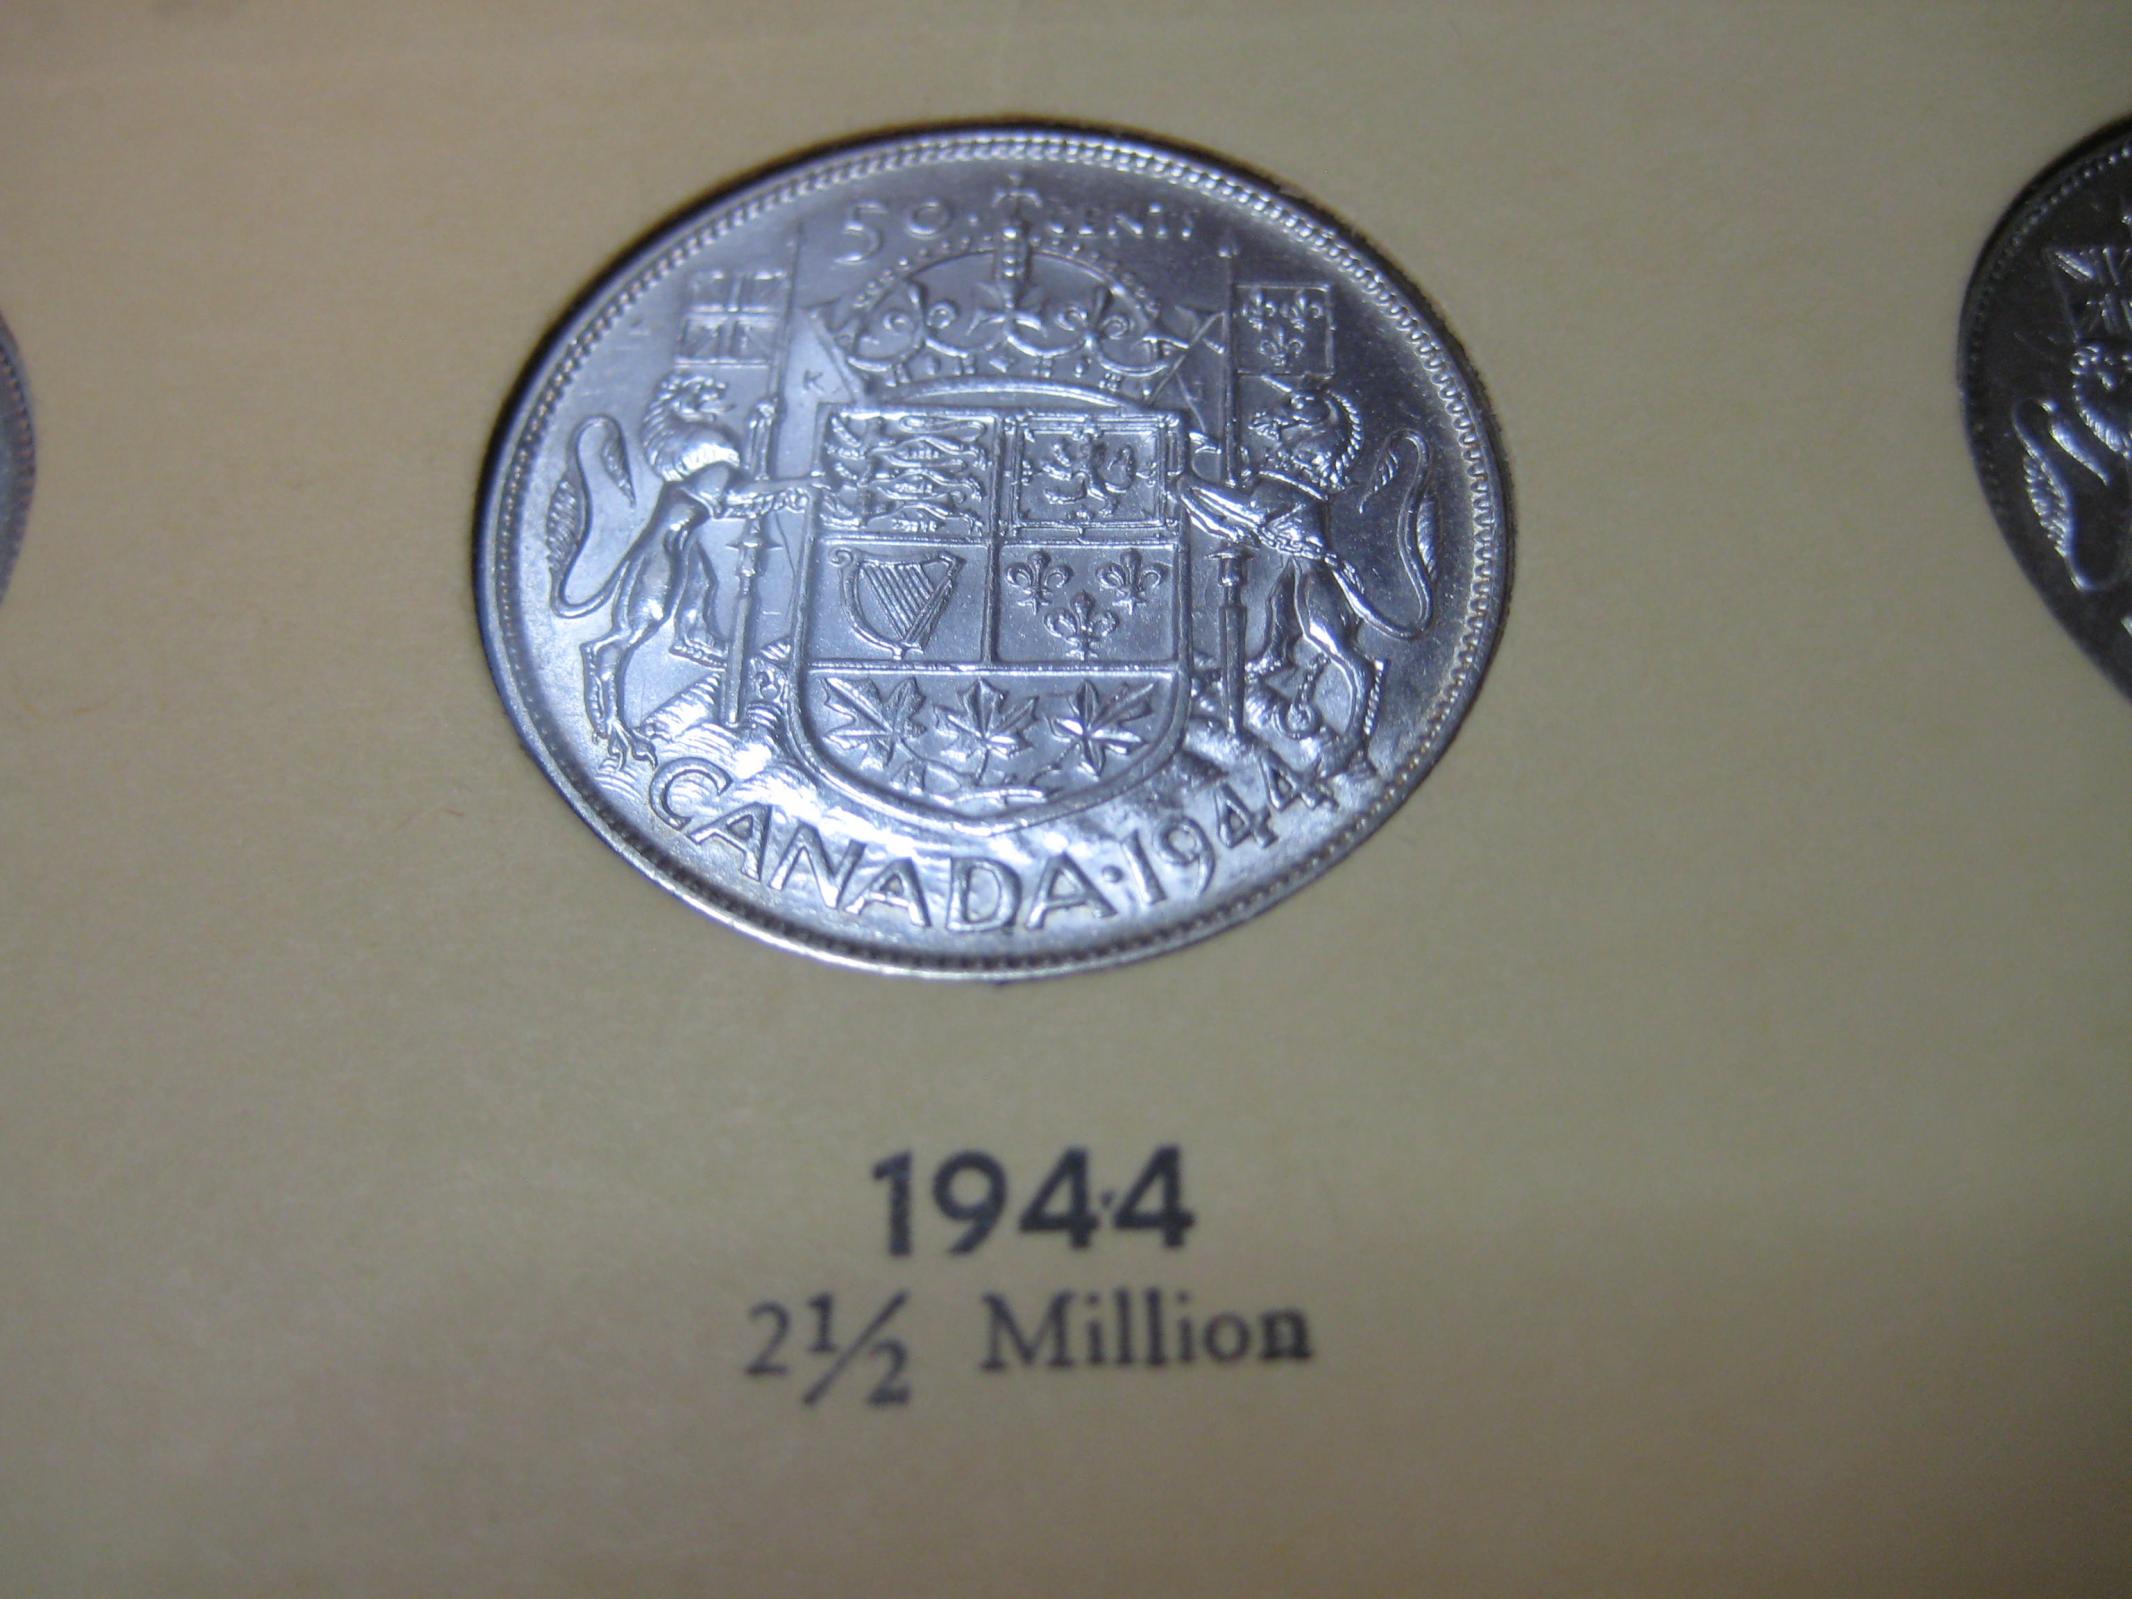 50 · CENTS
K G
CANADA · 1944
1944
2½ Million